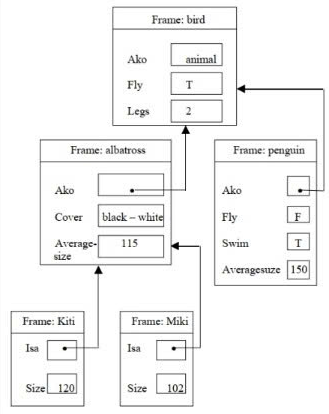 Frame: bird
Ako animal
Fly T
Legs 2
Frame: albatross
Ako
Cover black – white
Average-
size 115
Frame: penguin
Ako
Fly F
Swim T
Averagesuze 150
Frame: Kiti
Isa
Size 120
Frame: Miki
Isa
Size 102